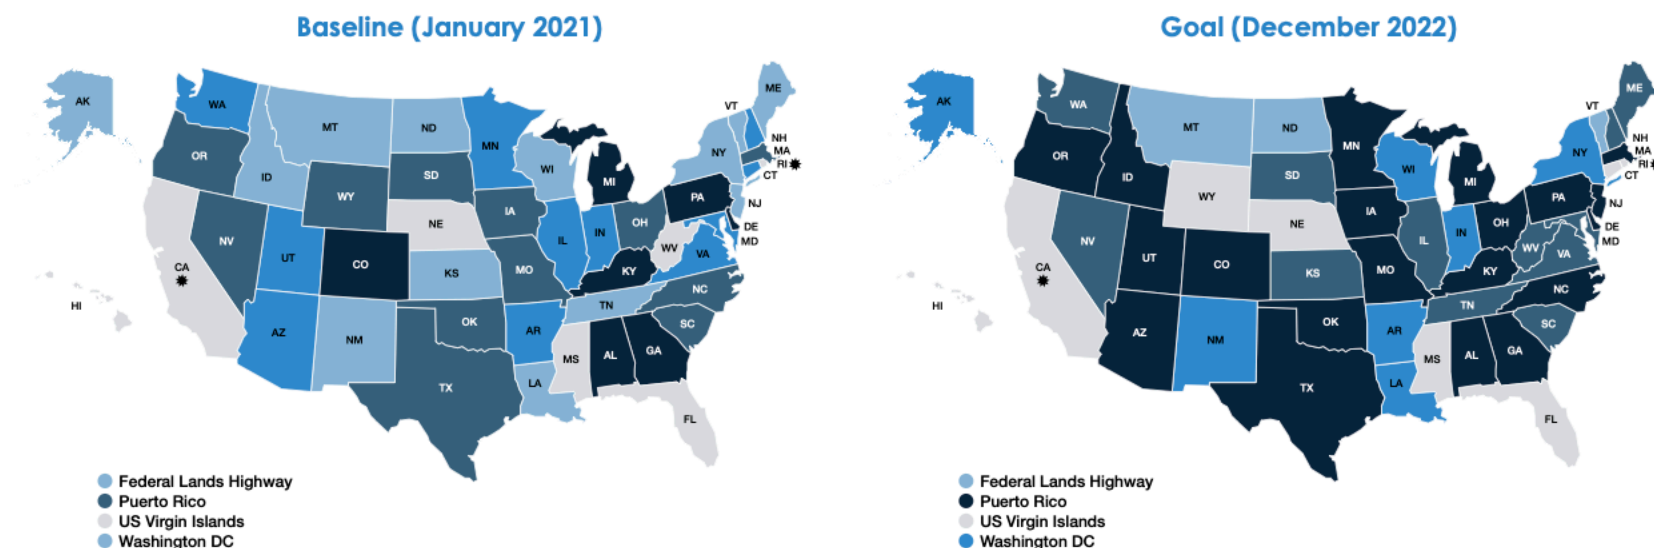 Baseline (January 2021)
AK
WA
MT
ND
MN
ME
VT
NH
MA
RI
CT
NY
WI
OR
ID
SD
WY
MI
PA
NJ
IA
NE
OH
DE
MD
NV
UT
CO
IL
IN
WV
VA
CA
KS
MO
KY
HI
NC
TN
AZ
NM
OK
AR
SC
MS
AL
GA
LA
TX
FL
Federal Lands Highway
Puerto Rico
US Virgin Islands
Washington DC
Goal (December 2022)
AK
WA
MT
ND
MN
ME
VT
NH
MA
RI
CT
NY
WI
OR
ID
SD
WY
MI
PA
NJ
IA
NE
OH
DE
MD
NV
UT
CO
IL
IN
WV
VA
CA
KS
MO
KY
HI
NC
TN
AZ
NM
OK
AR
SC
MS
AL
GA
LA
TX
FL
Federal Lands Highway
Puerto Rico
US Virgin Islands
Washington DC